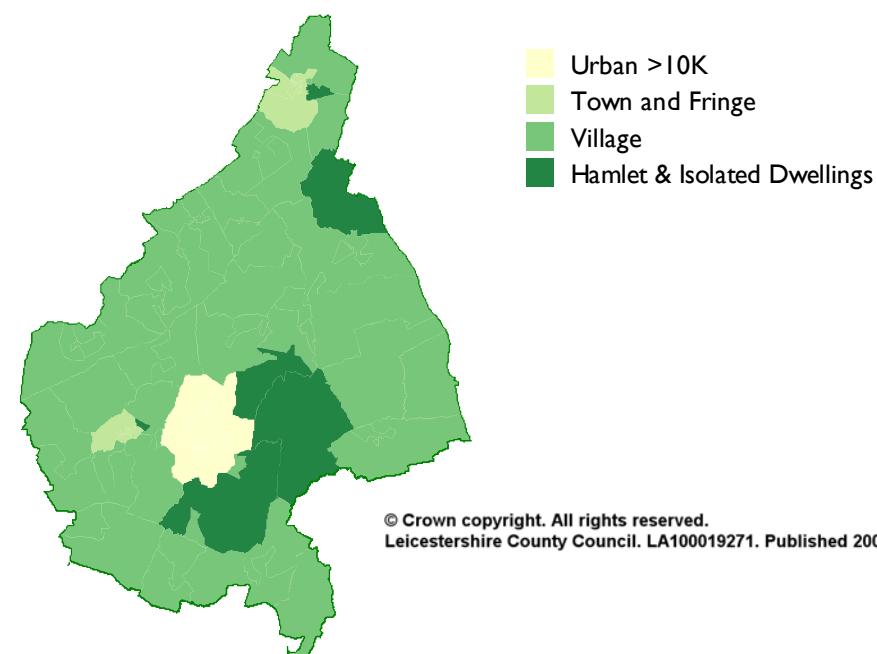 Urban >10K
Town and Fringe
Village
Hamlet & Isolated Dwellings
© Crown copyright. All rights reserved.
Leicestershire County Council. LA100019271. Published 200